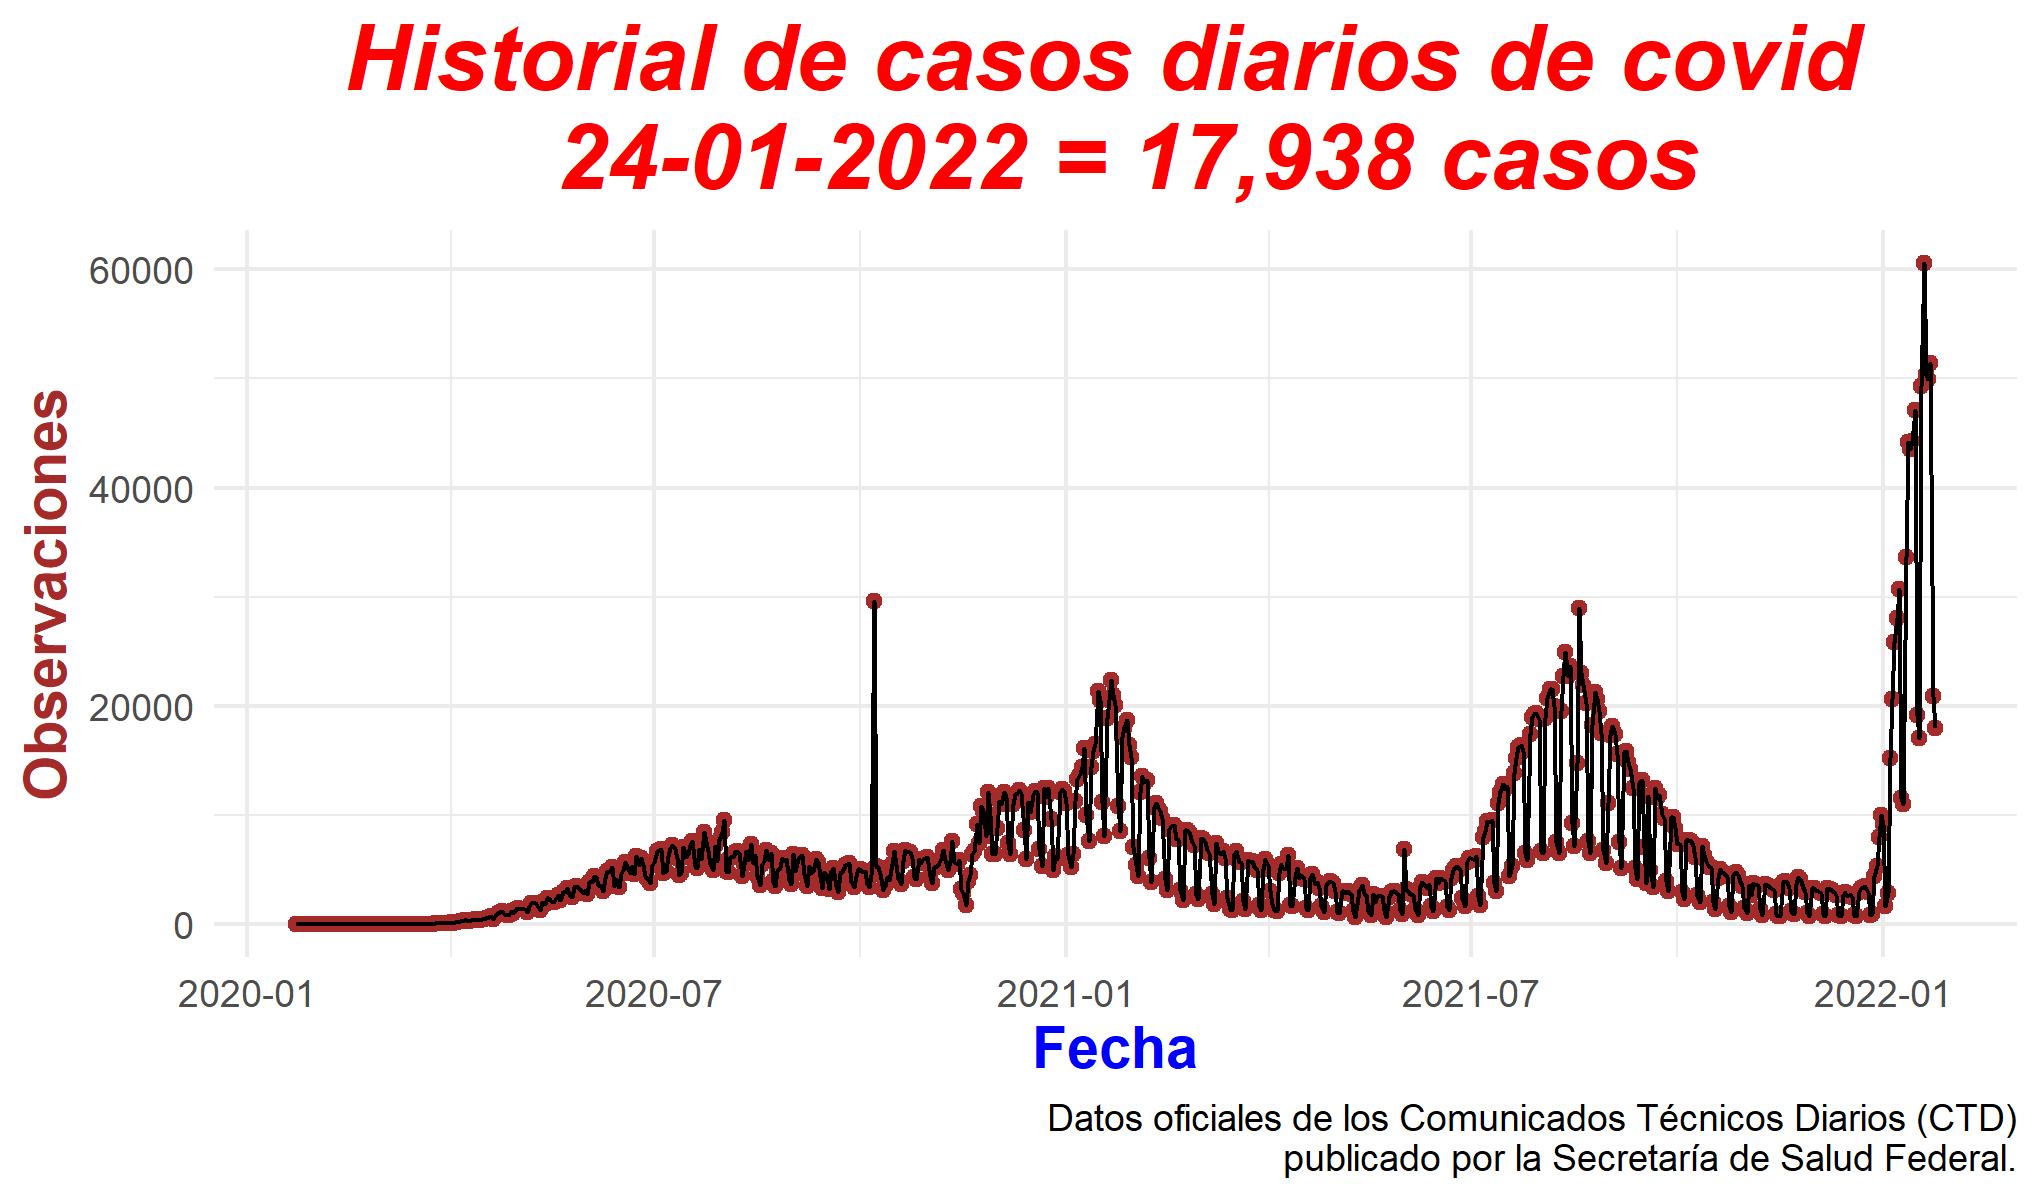 Historial de casos diarios de covid
24-01-2022 = 17,938 casos
Observaciones
60000
40000
20000
0
2020-01
2020-07
2021-01
2021-07
2022-01
Fecha
Datos oficiales de los Comunicados Técnicos Diarios (CTD)
publicado por la Secretaría de Salud Federal.